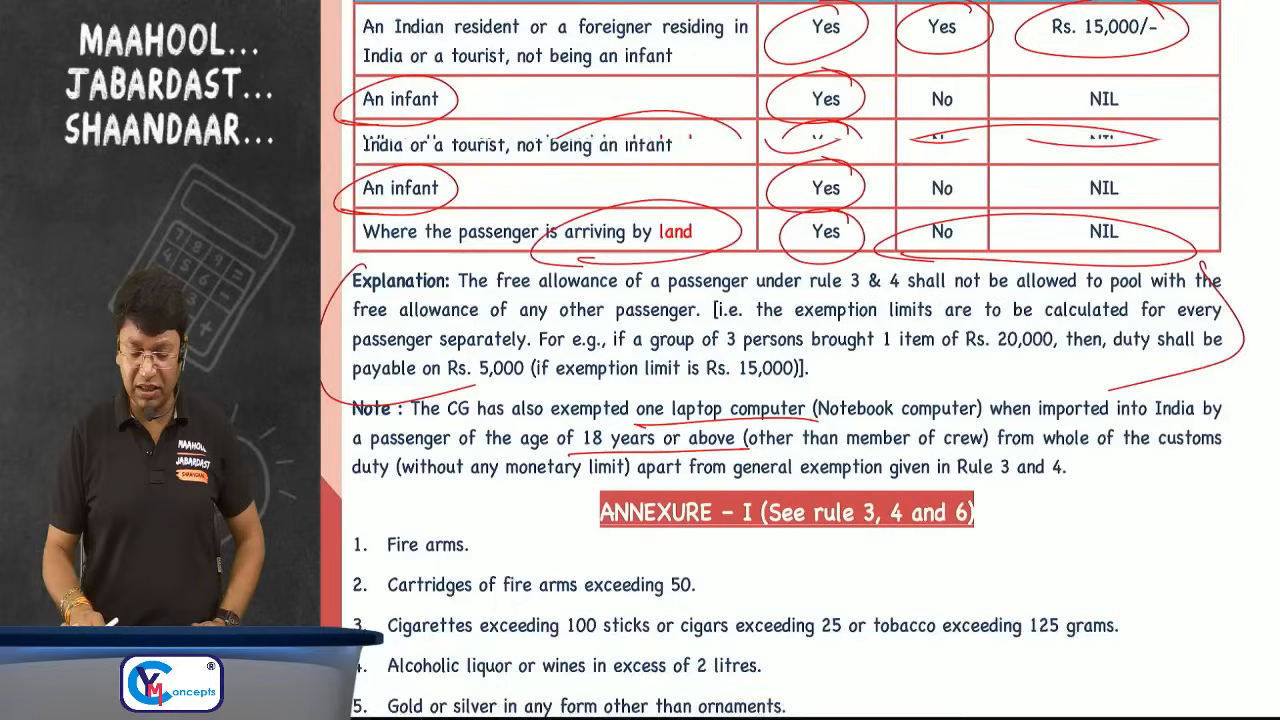 MAAHOOL...
JABARDAST...
SHAANDAAR...
An Indian resident or a foreigner residing in India or a tourist, not being an infant Yes Yes Rs. 15,000/-
An infant Yes No NIL
India or a tourist, not being an infant
An infant Yes No NIL
Where the passenger is arriving by land Yes No NIL
Explanation: The free allowance of a passenger under rule 3 & 4 shall not be allowed to pool with the
free allowance of any other passenger. [i.e. the exemption limits are to be calculated for every
passenger separately. For e.g., if a group of 3 persons brought 1 item of Rs. 20,000, then, duty shall be
payable on Rs. 5,000 (if exemption limit is Rs. 15,000)].
Note : The CG has also exempted one laptop computer (Notebook computer) when imported into India by
a passenger of the age of 18 years or above (other than member of crew) from whole of the customs
duty (without any monetary limit) apart from general exemption given in Rule 3 and 4.
ANNEXURE – I (See rule 3, 4 and 6)
1. Fire arms.
2. Cartridges of fire arms exceeding 50.
3. Cigarettes exceeding 100 sticks or cigars exceeding 25 or tobacco exceeding 125 grams.
4. Alcoholic liquor or wines in excess of 2 litres.
5. Gold or silver in any form other than ornaments.
MAAHOOL
JABARDAST
SHAANDAAR
YM Concepts ®